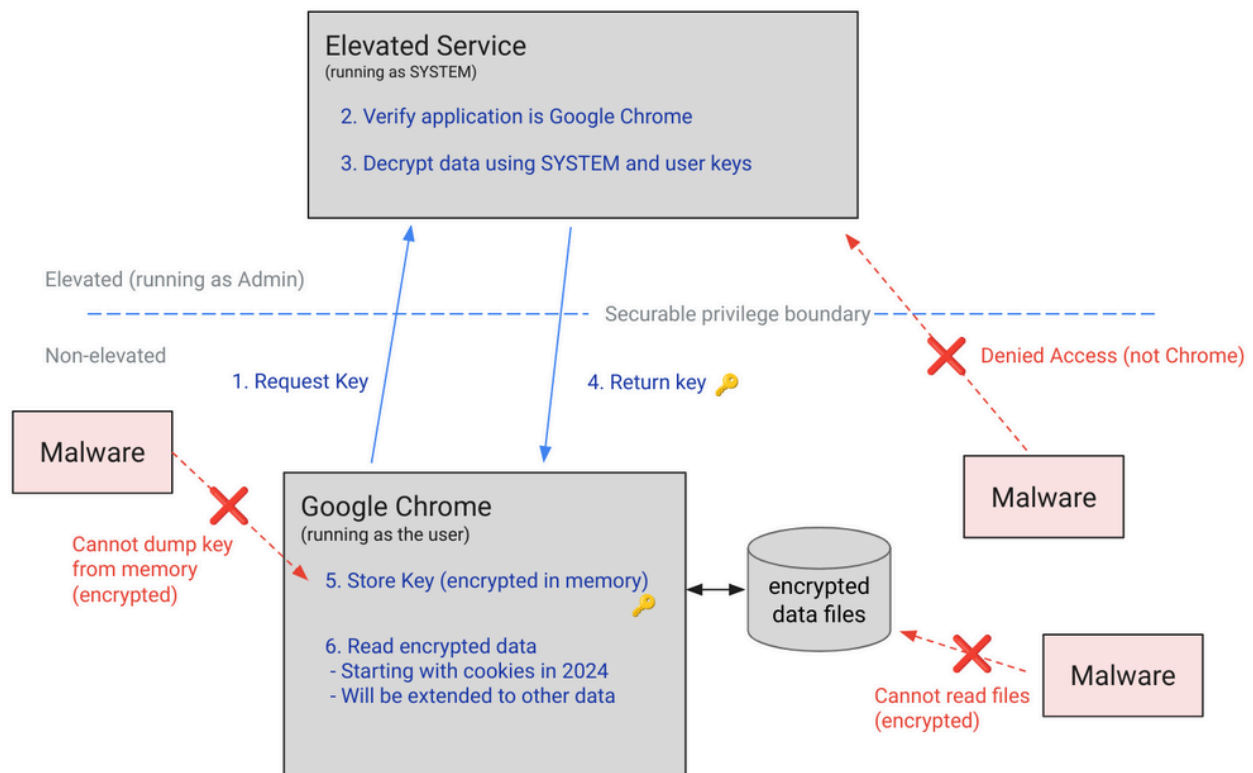 Elevated Service
(running as SYSTEM)
2. Verify application is Google Chrome
3. Decrypt data using SYSTEM and user keys
Elevated (running as Admin)
Securable privilege boundary
Non-elevated
Denied Access (not Chrome)
1. Request Key
4. Return key
Malware
Malware
Google Chrome
(running as the user)
Cannot dump key
from memory
(encrypted)
5. Store Key (encrypted in memory)
6. Read encrypted data
- Starting with cookies in 2024
- Will be extended to other data
encrypted
data files
Malware
Cannot read files
(encrypted)